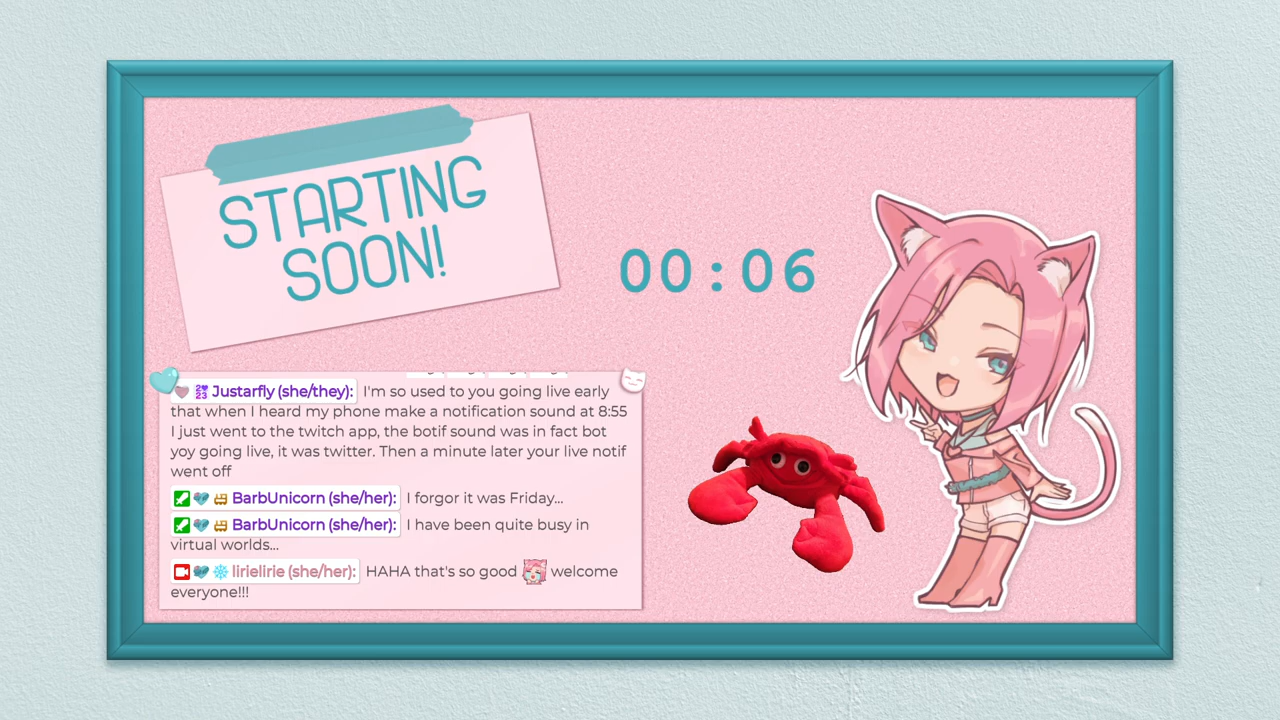 STARTING
SOON!
00:06
2023 Justarfly (she/they): I'm so used to you going live early
that when I heard my phone make a notification sound at 8:55
I just went to the twitch app, the botif sound was in fact bot
yoy going live, it was twitter. Then a minute later your live notif
went off
BarbUnicorn (she/her): I forgor it was Friday...
BarbUnicorn (she/her): I have been quite busy in
virtual worlds...
lirielirie (she/her): HAHA that's so good welcome
everyone!!!